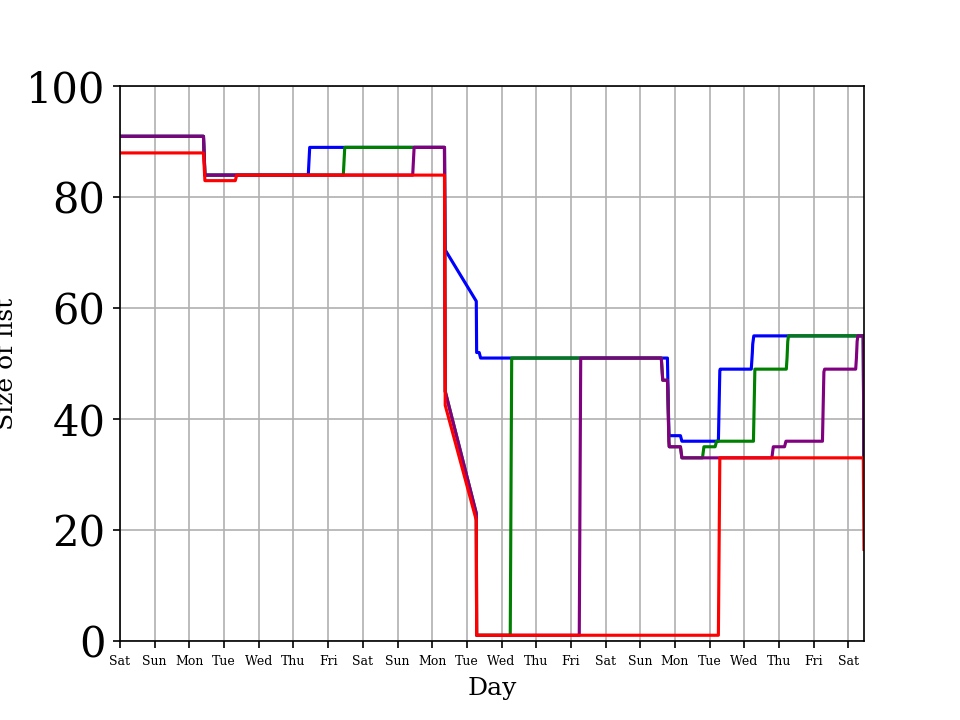 100
80
60
40
20
0
Size of list
Sat Sun Mon Tue Wed Thu Fri Sat Sun Mon Tue Wed Thu Fri Sat Sun Mon Tue Wed Thu Fri Sat
Day